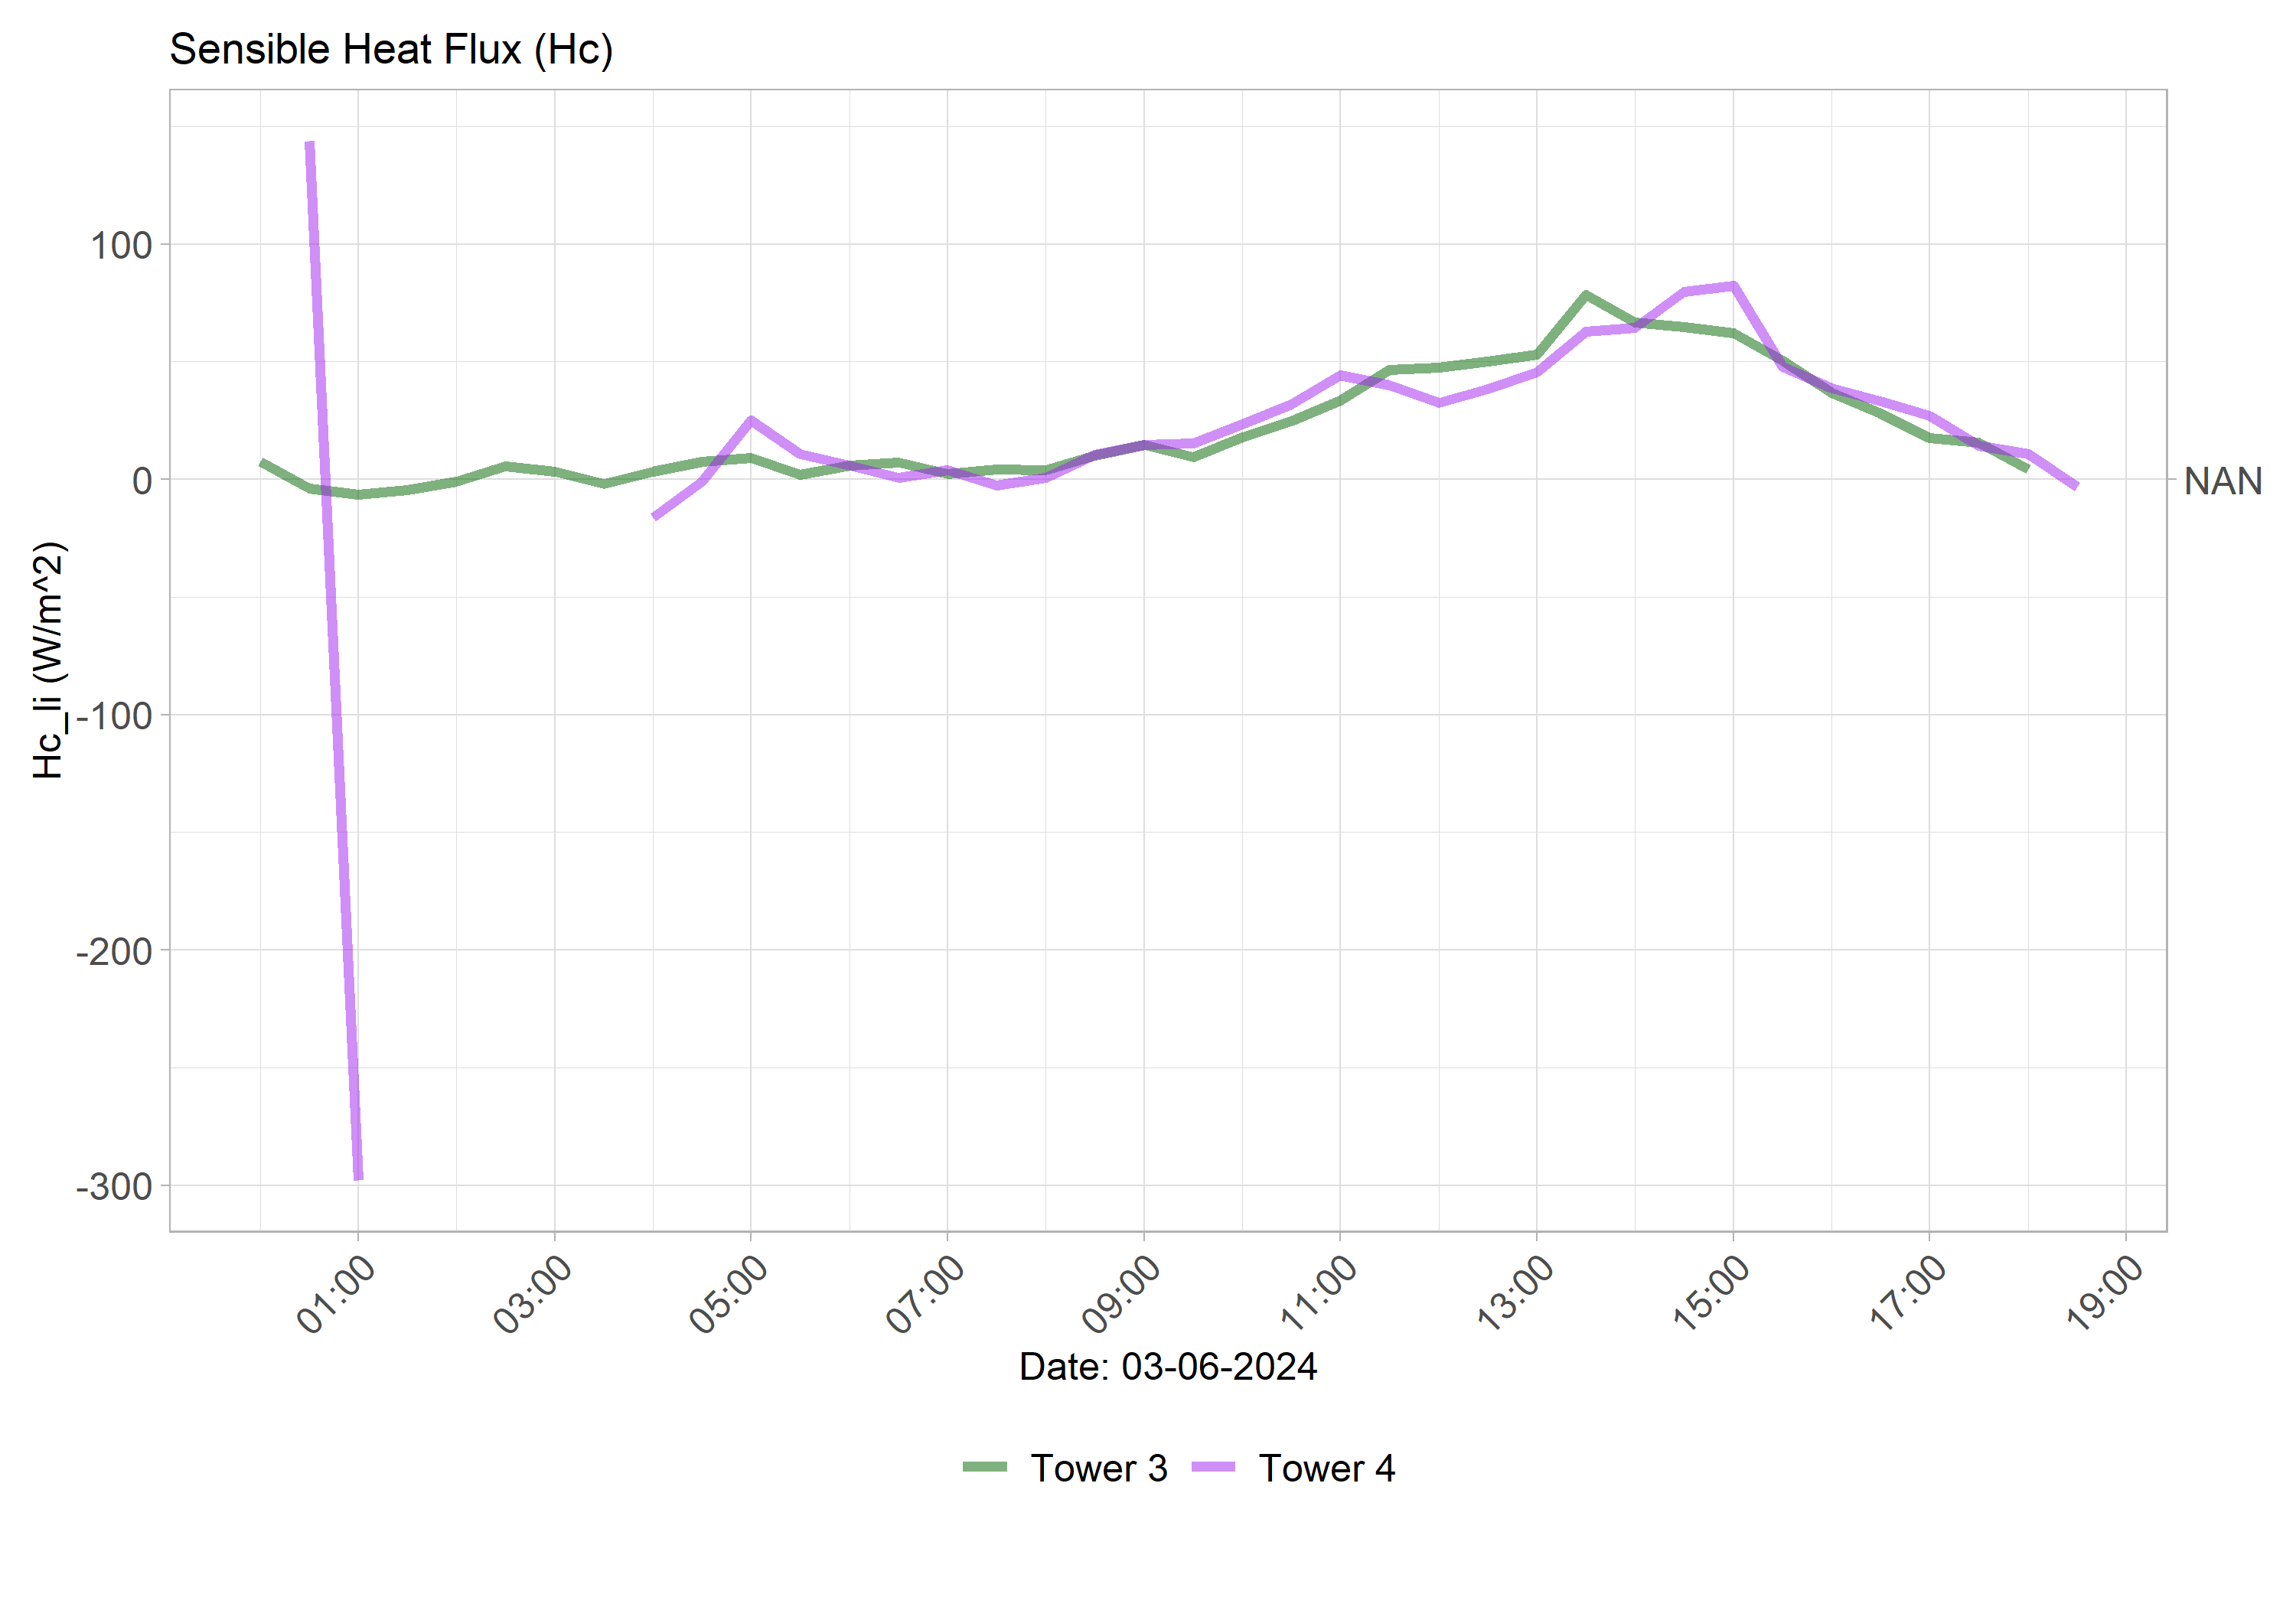 Sensible Heat Flux (Hc)
Hc_li (W/m^2)
100
0
-100
-200
-300
NAN
01:00
03:00
05:00
07:00
09:00
11:00
13:00
15:00
17:00
19:00
Date: 03-06-2024
Tower 3
Tower 4